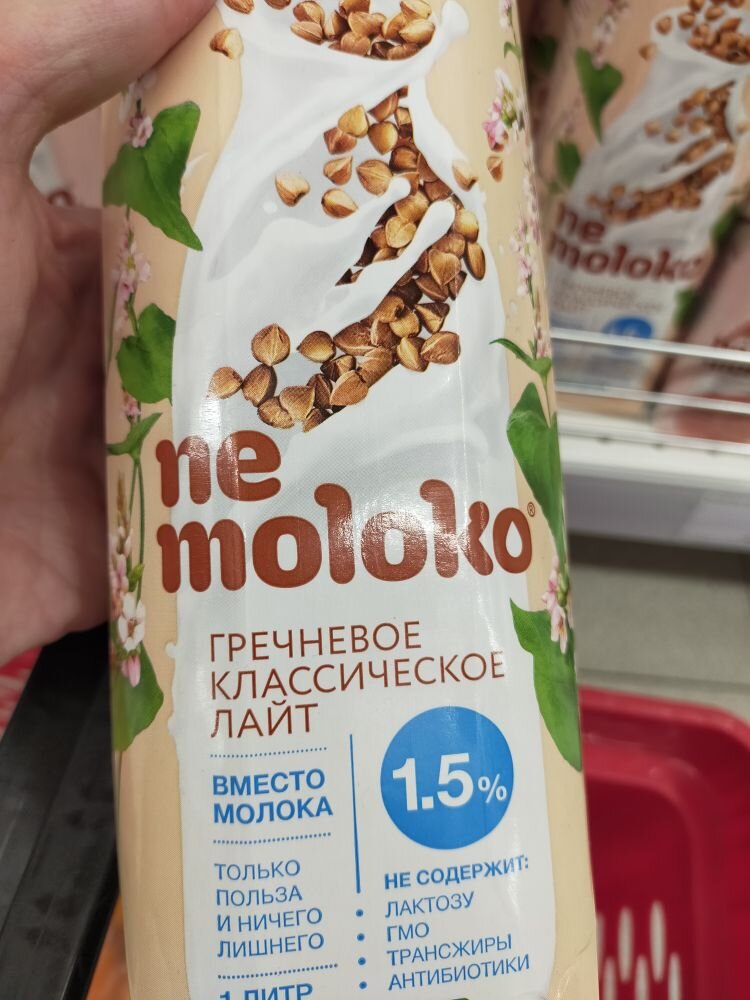 ne
moloko®
ГРЕЧНЕВОЕ
КЛАССИЧЕСКОЕ
ЛАЙТ
ВМЕСТО
МОЛОКА
1.5%
ТОЛЬКО
ПОЛЬЗА
И НИЧЕГО
ЛИШНЕГО
1 ЛИТР
НЕ СОДЕРЖИТ:
• ЛАКТОЗУ
• ГМО
• ТРАНСЖИРЫ
• АНТИБИОТИКИ
ne
moloko